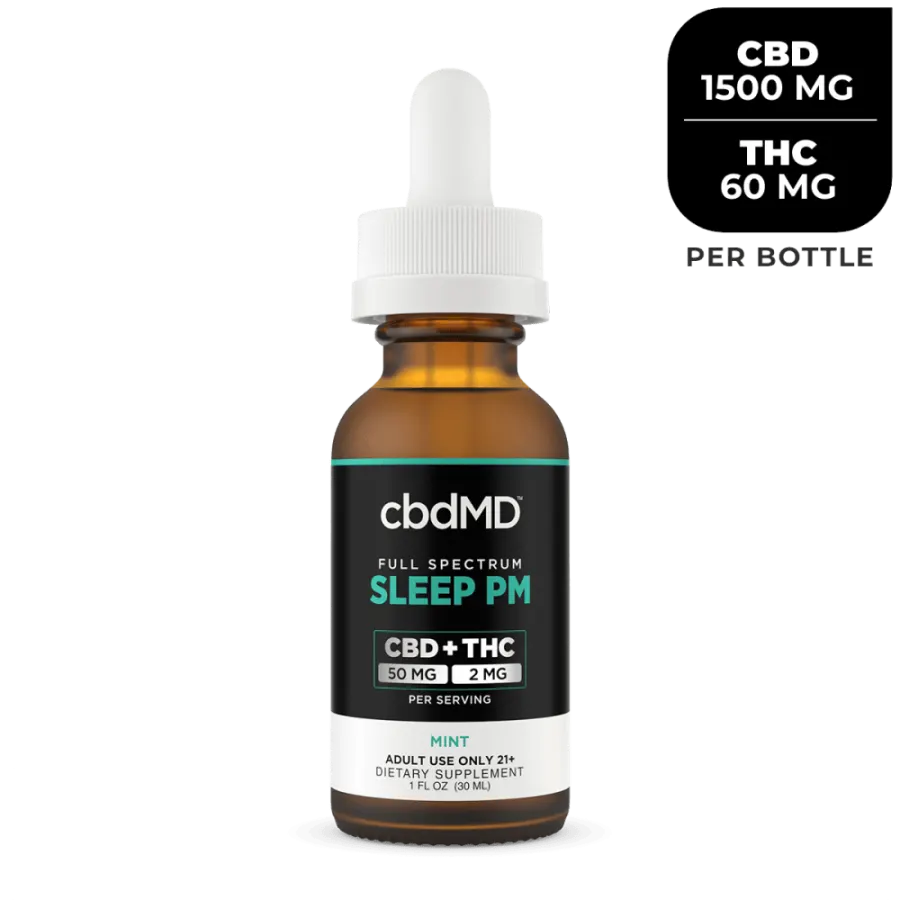 CBD
1500 MG
THC
60 MG
PER BOTTLE
cbdMD™
FULL SPECTRUM
SLEEP PM
CBD + THC
50 MG 2 MG
PER SERVING
MINT
ADULT USE ONLY 21+
DIETARY SUPPLEMENT
1 FL OZ (30 ML)